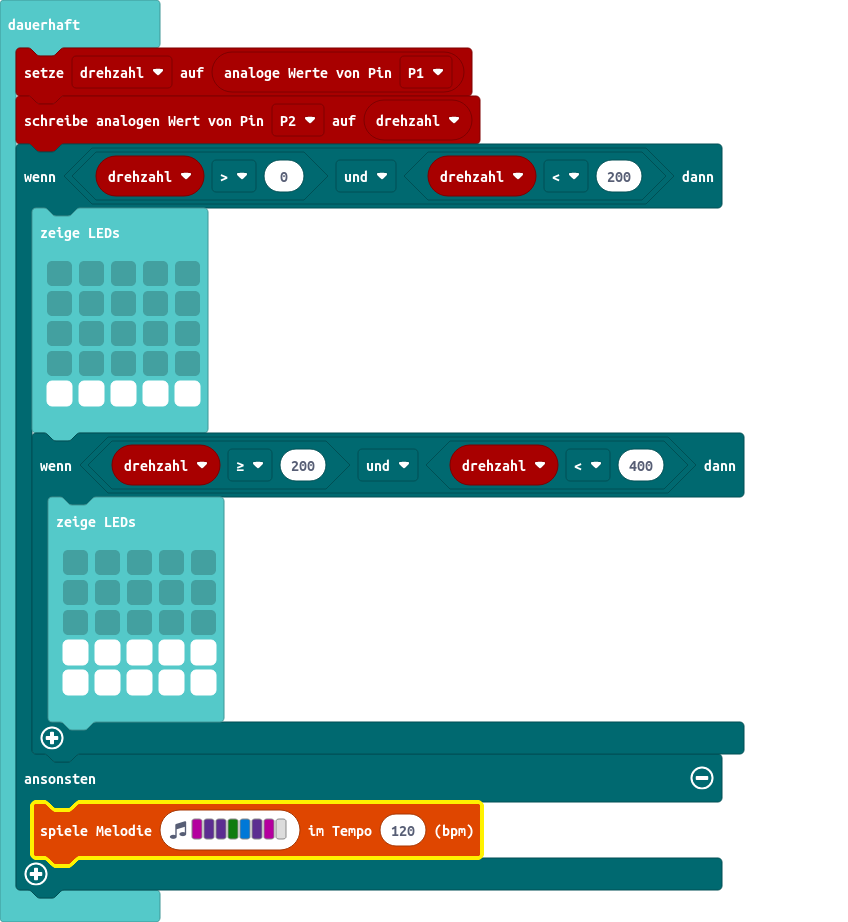 dauerhaft
setze drehzahl auf analoge Werte von Pin P1
schreibe analogen Wert von Pin P2 auf drehzahl
wenn drehzahl > 0 und drehzahl < 200 dann
zeige LEDs
wenn drehzahl ≥ 200 und drehzahl < 400 dann
zeige LEDs
ansonsten
spiele Melodie im Tempo 120 (bpm)